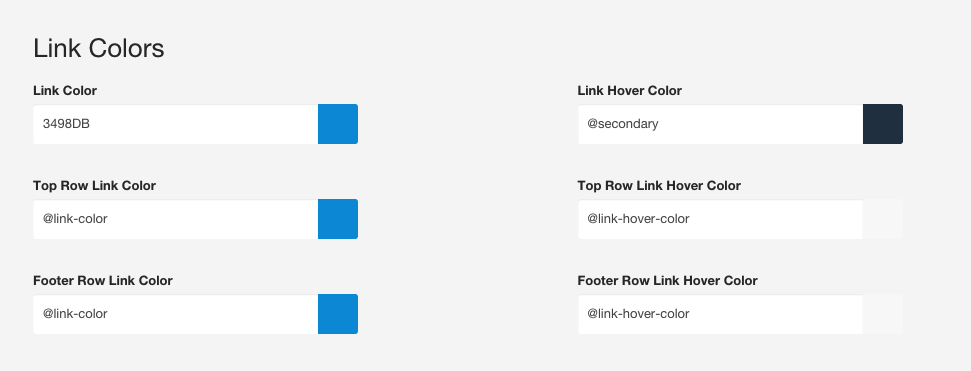 Link Colors
Link Color
Link Hover Color
3498DB
@secondary
Top Row Link Color
Top Row Link Hover Color
@link-color
@link-hover-color
Footer Row Link Color
Footer Row Link Hover Color
@link-color
@link-hover-color